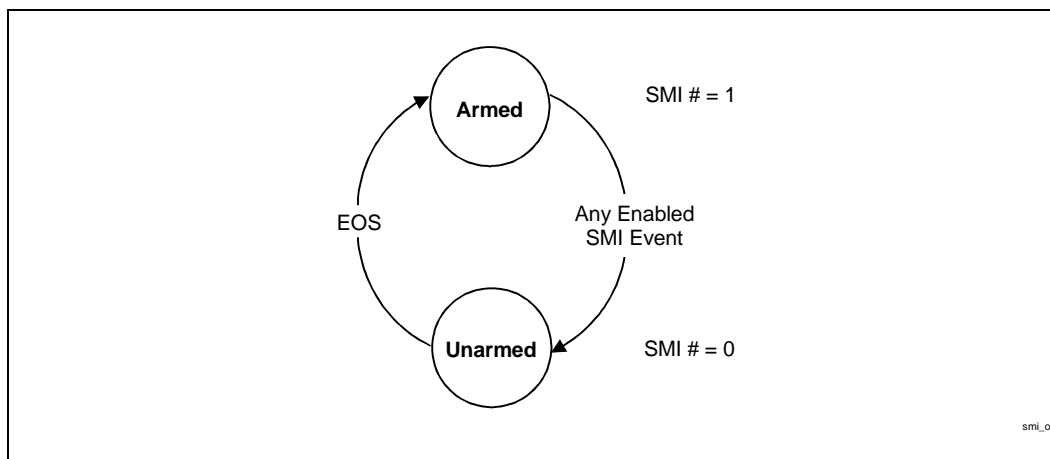 Armed
SMI # = 1
EOS
Any Enabled
SMI Event
Unarmed
SMI # = 0
smi_o